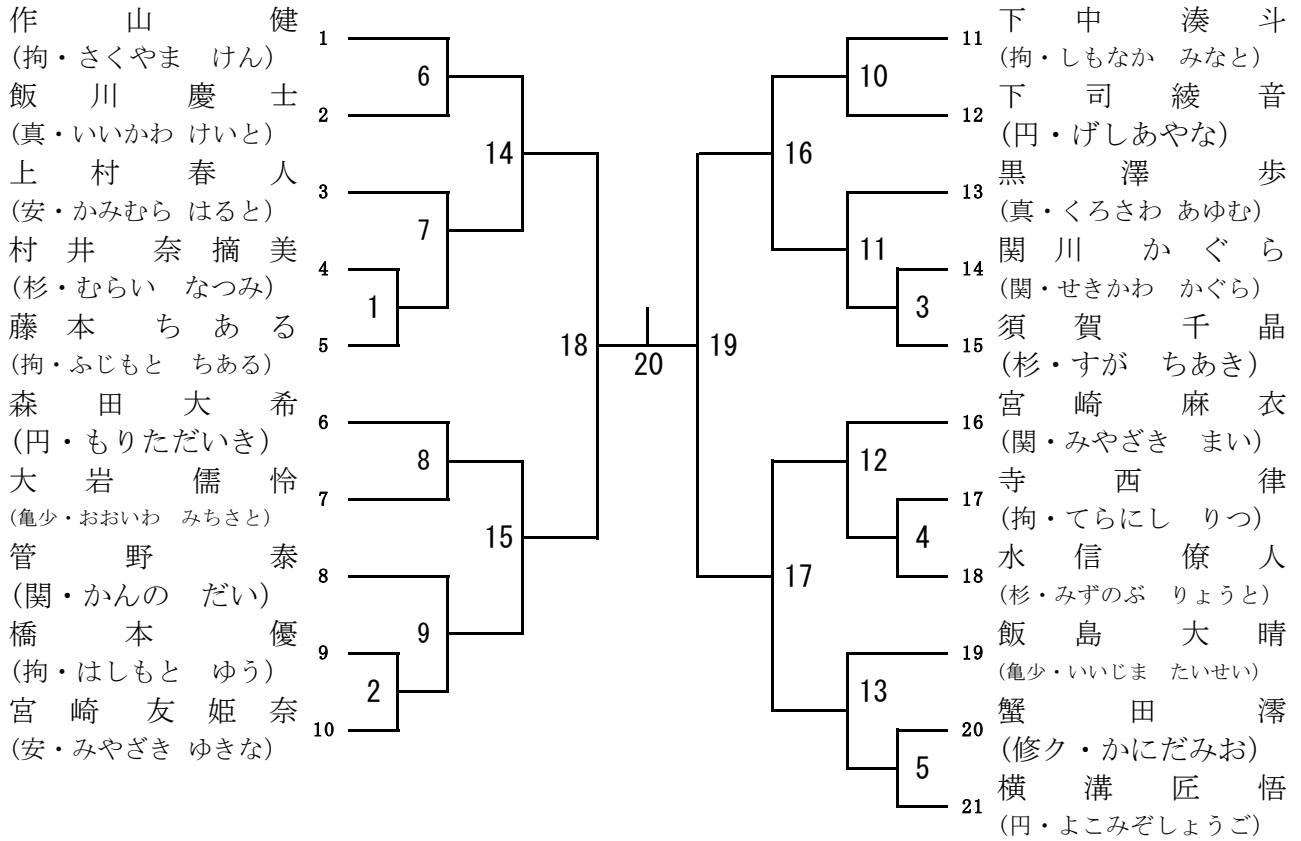 作山健
1
(拘・さくやま けん)
飯川慶士
2
(真・いいかわ けいと)
上村春人
3
(安・かみむら はると)
村井 奈摘美
4
(杉・むらい なつみ)
藤本 ちある
5
(拘・ふじもと ちある)
森田大希
6
(円・もりただいき)
大岩儒怜
7
(亀少・おおいわ みちさと)
管野泰
8
(関・かんの だい)
橋本優
9
(拘・はしもと ゆう)
宮崎友姫奈
10
(安・みやざき ゆきな)
6
14
7
1
18
8
15
9
2
20
19
10
16
11
3
12
4
17
13
5
下中湊斗
11
(拘・しもなか みなと)
下司綾音
12
(円・げしあやな)
黒澤歩
13
(真・くろさわ あゆむ)
関川 かぐら
14
(関・せきかわ かぐら)
須賀千晶
15
(杉・すが ちあき)
宮崎 麻衣
16
(関・みやざき まい)
寺西律
17
(拘・てらにし りつ)
水信僚人
18
(杉・みずのぶ りょうと)
飯島大晴
19
(亀少・いいじま たいせい)
蟹田澪
20
(修ク・かにだみお)
横溝匠悟
21
(円・よこみぞしょうご)